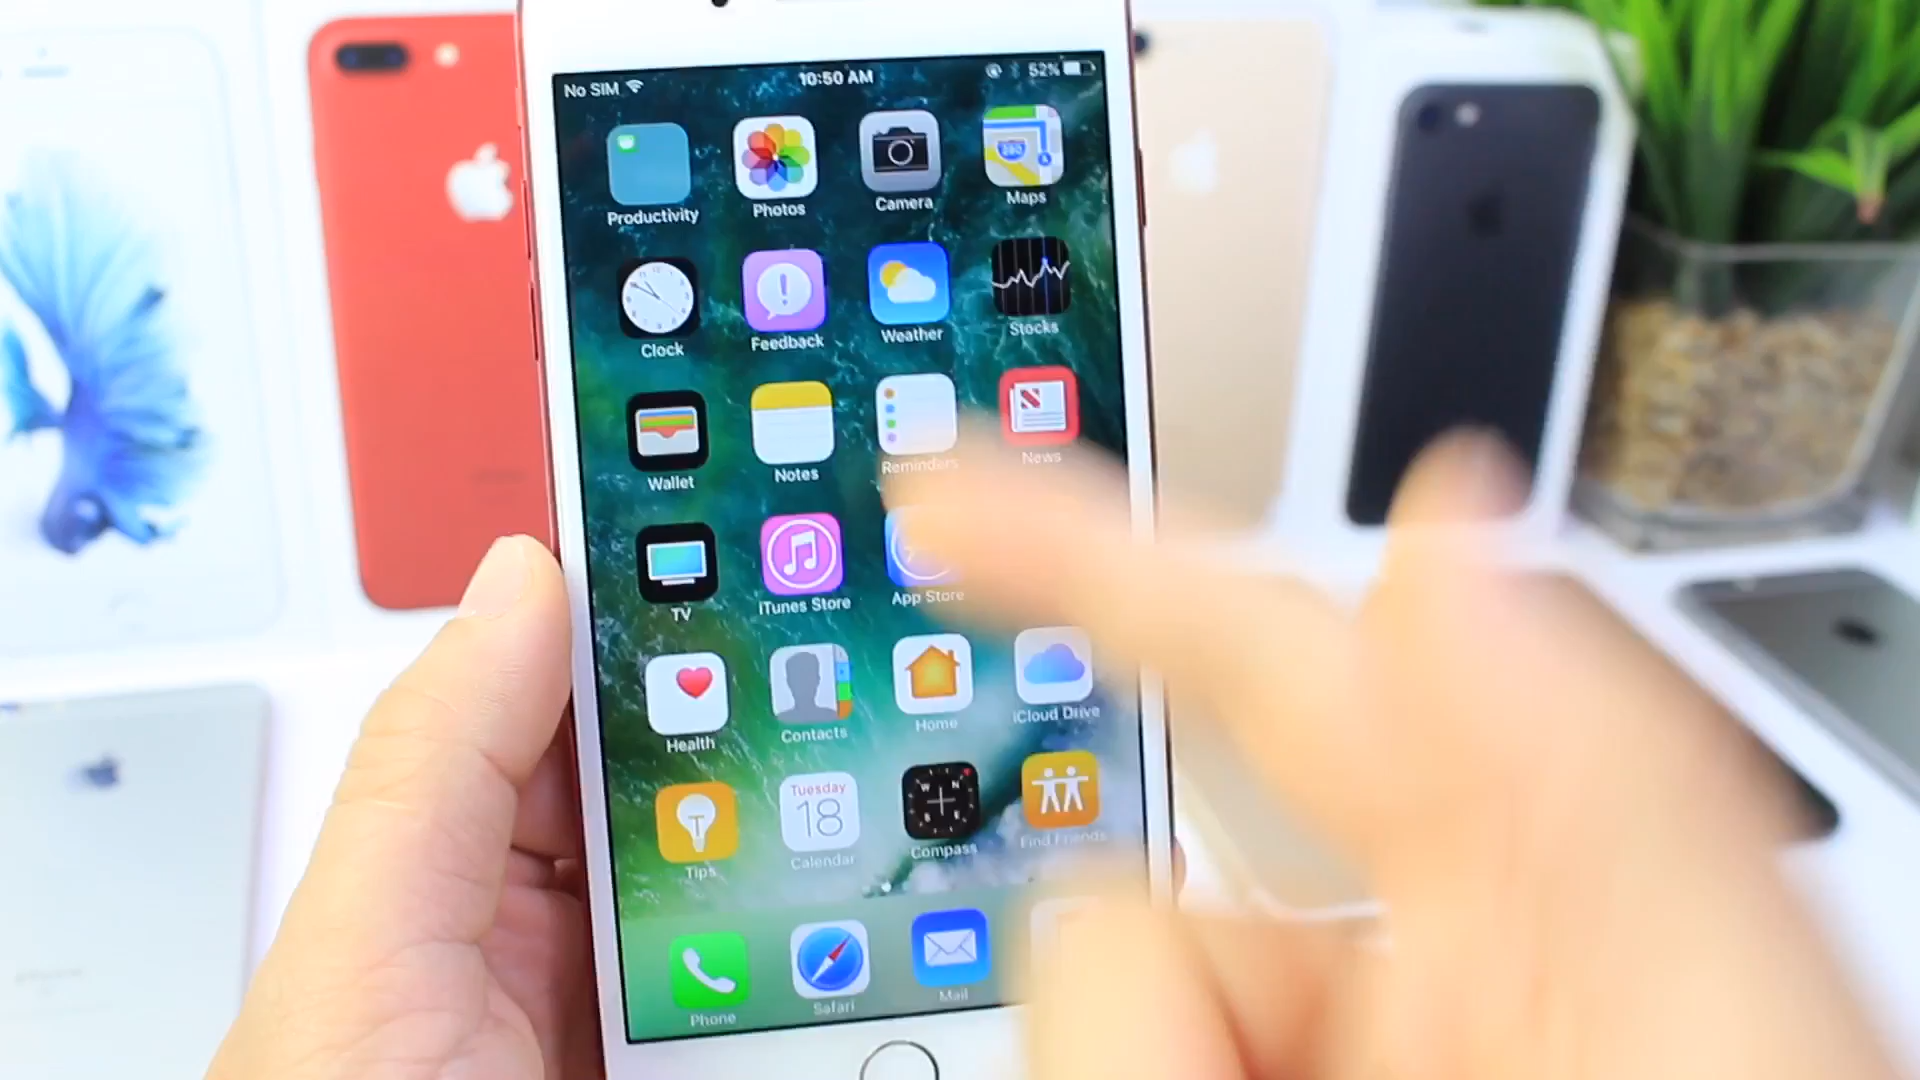 No SIM 10:50 AM 52%
Productivity Photos Camera Maps
Clock Feedback Weather Stocks
Wallet Notes Reminders News
TV iTunes Store App Store
Health Contacts Home iCloud Drive
Tuesday
18
Tips Calendar Compass Find Friends
Phone Safari Mail